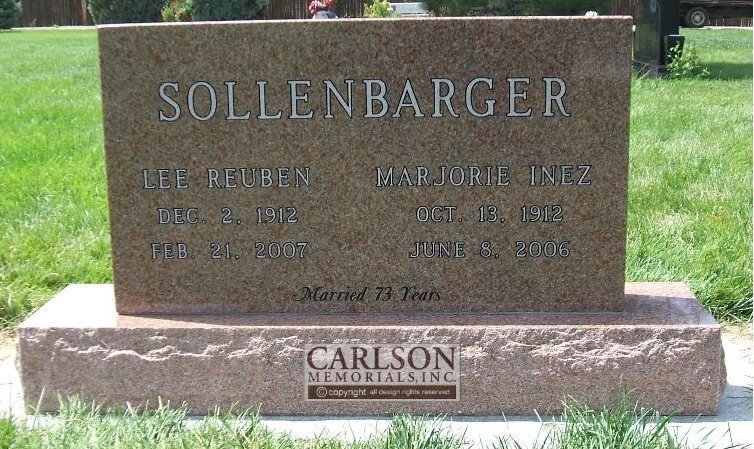 SOLLENBARGER
LEE REUBEN MARJORIE INEZ
DEC. 2, 1912 OCT. 13, 1912
FEB. 21, 2007 JUNE 8, 2006
Married 73 Years
CARLSON
MEMORIALS, INC.
© copyright all design rights reserved